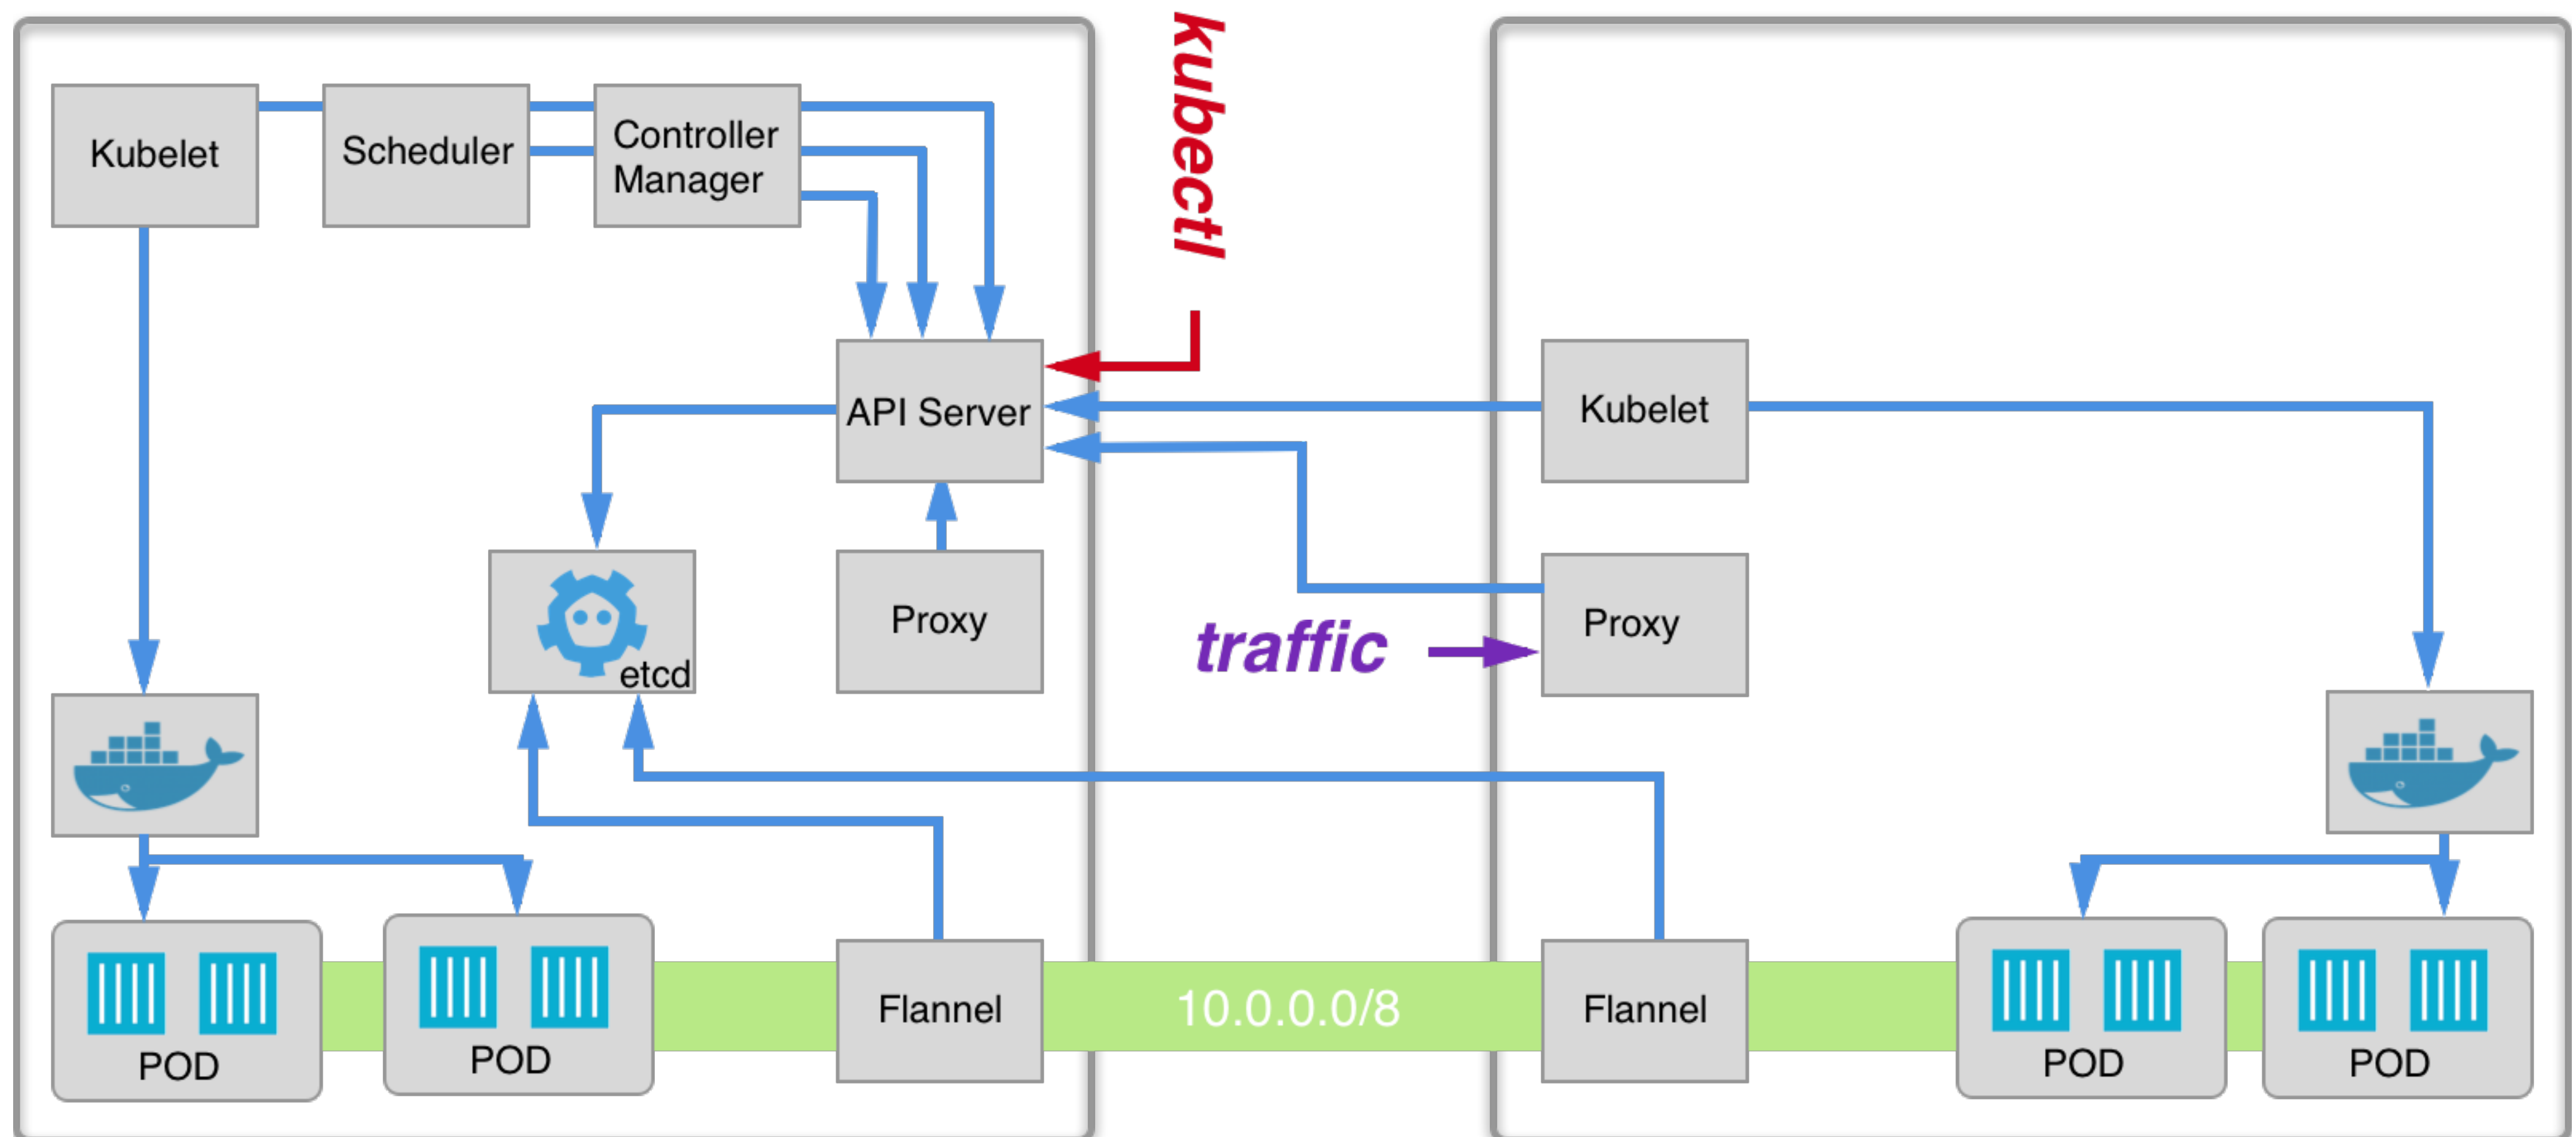 kubectl
Kubelet
Scheduler
Controller
Manager
API Server
Kubelet
etcd
Proxy
traffic
Proxy
POD
POD
Flannel
10.0.0.0/8
Flannel
POD
POD